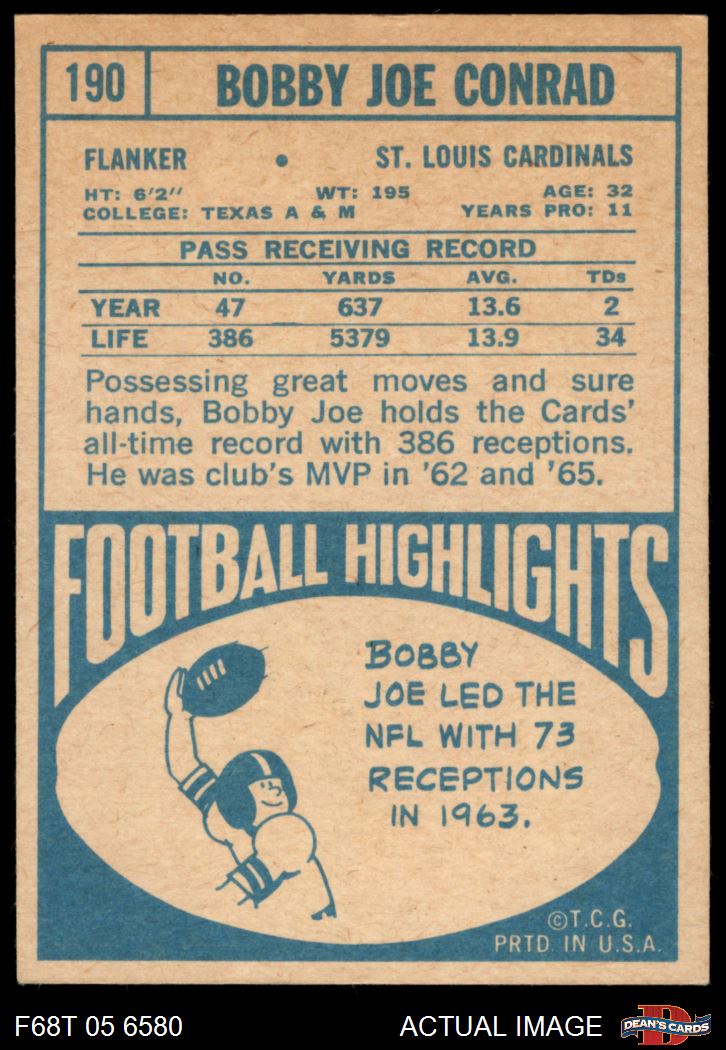 190 BOBBY JOE CONRAD
FLANKER • ST. LOUIS CARDINALS
HT: 6'2'' WT: 195 AGE: 32
COLLEGE: TEXAS A & M YEARS PRO: 11
PASS RECEIVING RECORD
NO. YARDS AVG. TDs
YEAR 47 637 13.6 2
LIFE 386 5379 13.9 34
Possessing great moves and sure
hands, Bobby Joe holds the Cards'
all-time record with 386 receptions.
He was club's MVP in '62 and '65.
FOOTBALL HIGHLIGHTS
BOBBY
JOE LED THE
NFL WITH 73
RECEPTIONS
IN 1963.
©T.C.G.
PRTD. IN U.S.A.
F68T 05 6580 ACTUAL IMAGE D DEAN'S CARDS